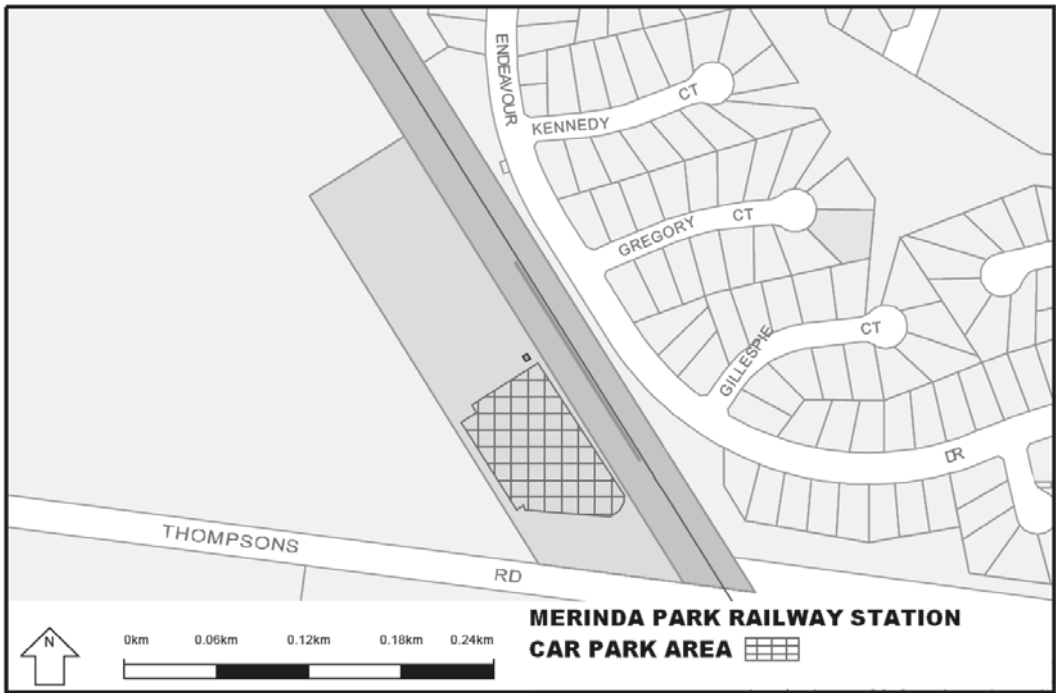 ENDEAVOUR
KENNEDY CT
GREGORY CT
GILLESPIE CT
DR
THOMPSONS RD
N
0km 0.06km 0.12km 0.18km 0.24km
MERINDA PARK RAILWAY STATION
CAR PARK AREA